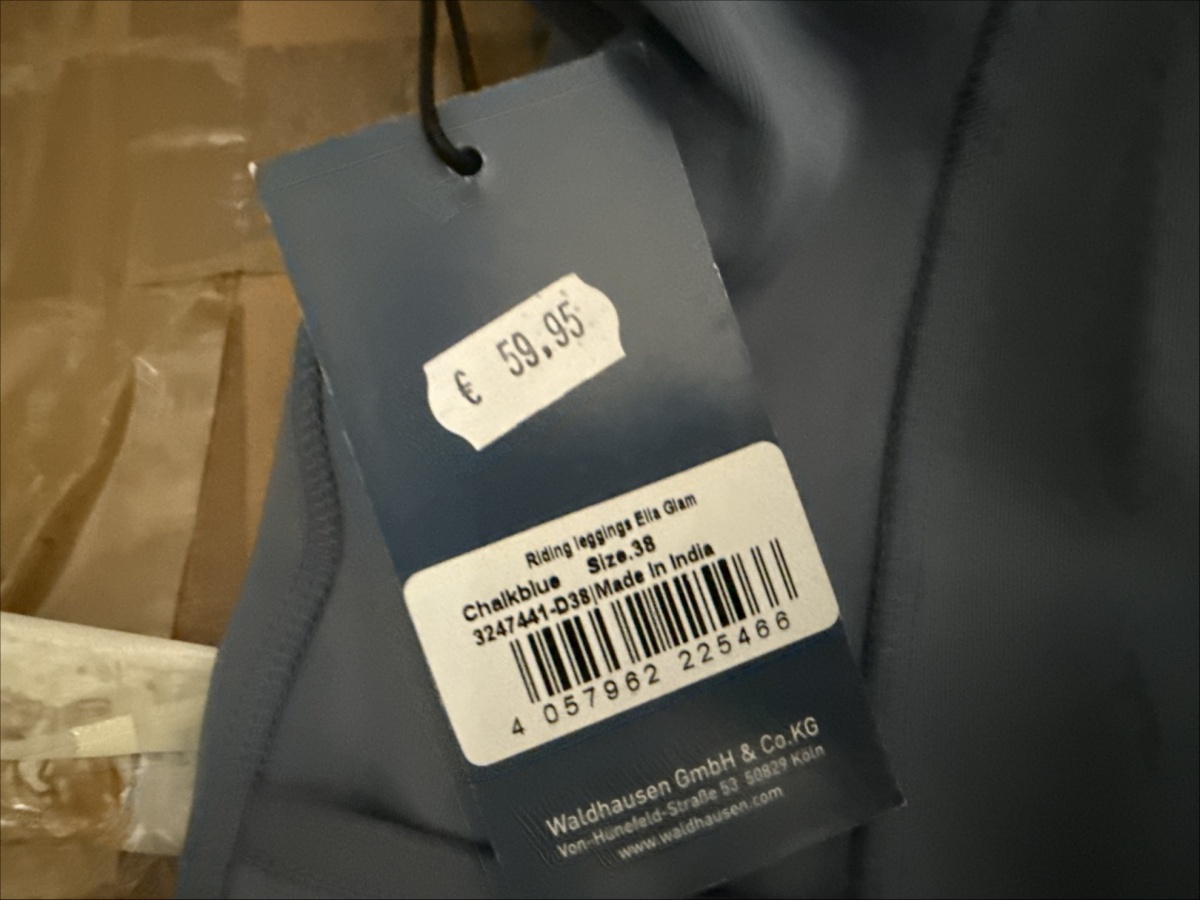 € 59.95
Riding leggings Ella Glam
Chalkblue Size.38
3247441-D38|Made In India
4 057962 225466
Waldhausen GmbH & Co.KG
Von-Hünefeld-Straße 53 50829 Köln
www.waldhausen.com